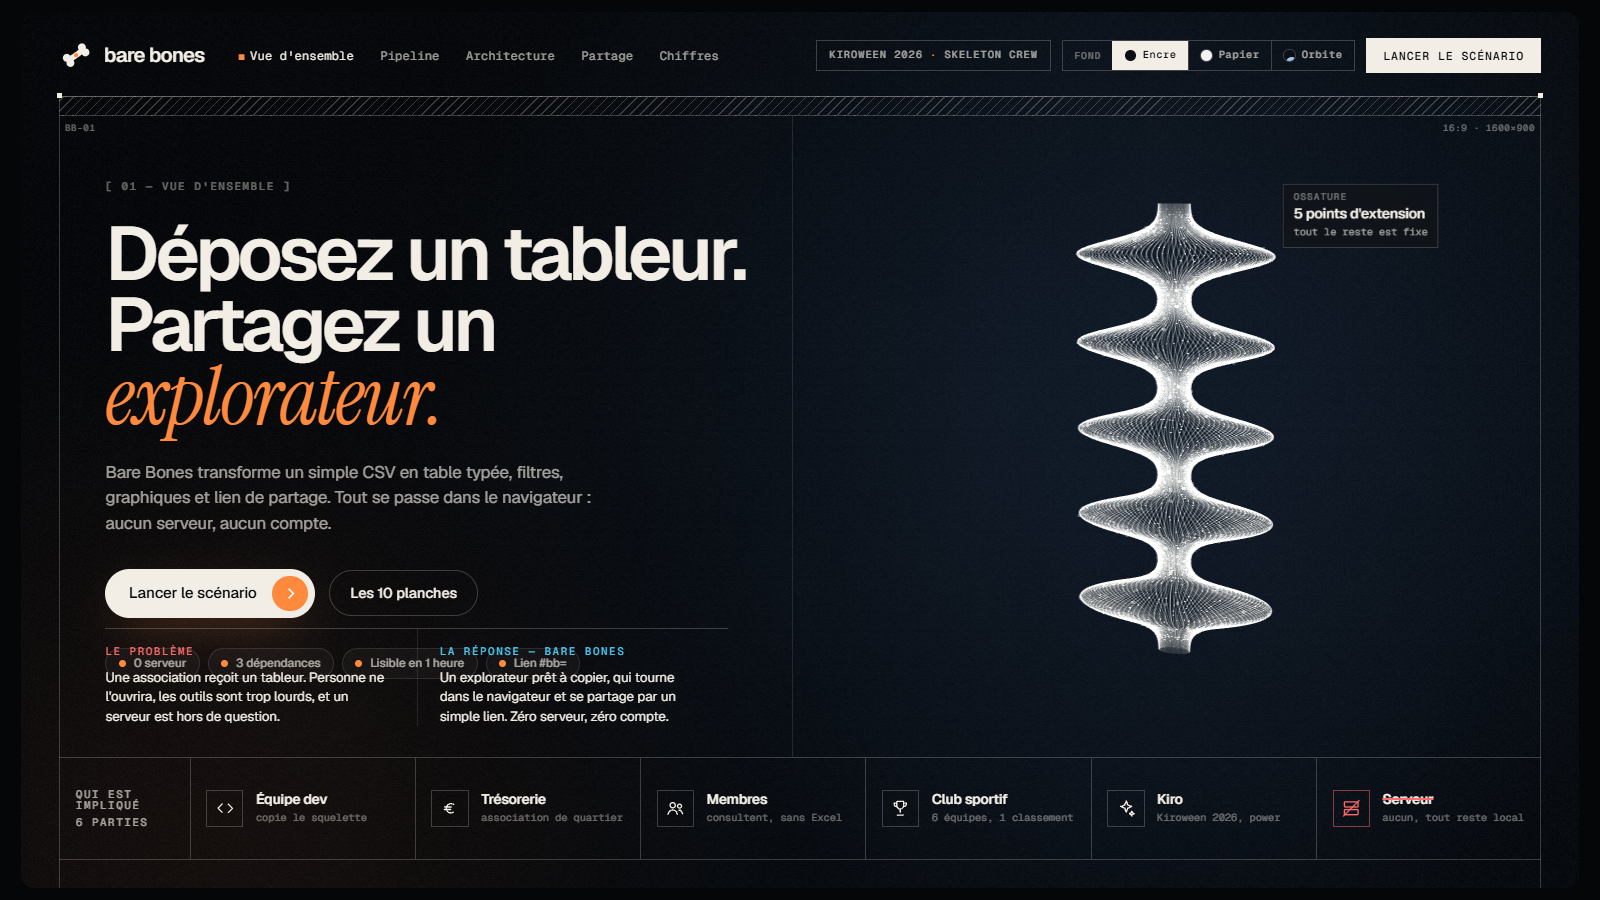 bare bones
Vue d'ensemble
Pipeline
Architecture
Partage
Chiffres
KIROWEEN 2026 · SKELETON CREW
FOND
Encre
Papier
Orbite
LANCER LE SCÉNARIO
BB-01
16:9 · 1600×900
[ 01 — VUE D'ENSEMBLE ]
Déposez un tableur.
Partagez un
explorateur.
Bare Bones transforme un simple CSV en table typée, filtres,
graphiques et lien de partage. Tout se passe dans le navigateur :
aucun serveur, aucun compte.
Lancer le scénario
Les 10 planches
0 serveur
3 dépendances
Lisible en 1 heure
Lien #bb=
LE PROBLÈME
Une association reçoit un tableur. Personne ne
l'ouvrira, les outils sont trop lourds, et un
serveur est hors de question.
LA RÉPONSE — BARE BONES
Un explorateur prêt à copier, qui tourne
dans le navigateur et se partage par un
simple lien. Zéro serveur, zéro compte.
OSSATURE
5 points d'extension
tout le reste est fixe
QUI EST
IMPLIQUÉ
6 PARTIES
Équipe dev
copie le squelette
Trésorerie
association de quartier
Membres
consultent, sans Excel
Club sportif
6 équipes, 1 classement
Kiro
Kiroween 2026, power
Serveur
aucun, tout reste local